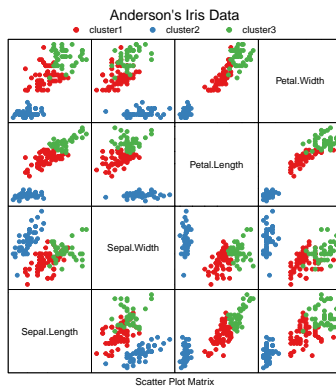 Anderson's Iris Data
cluster1 cluster2 cluster3
Petal.Width
Petal.Length
Sepal.Width
Sepal.Length
Scatter Plot Matrix